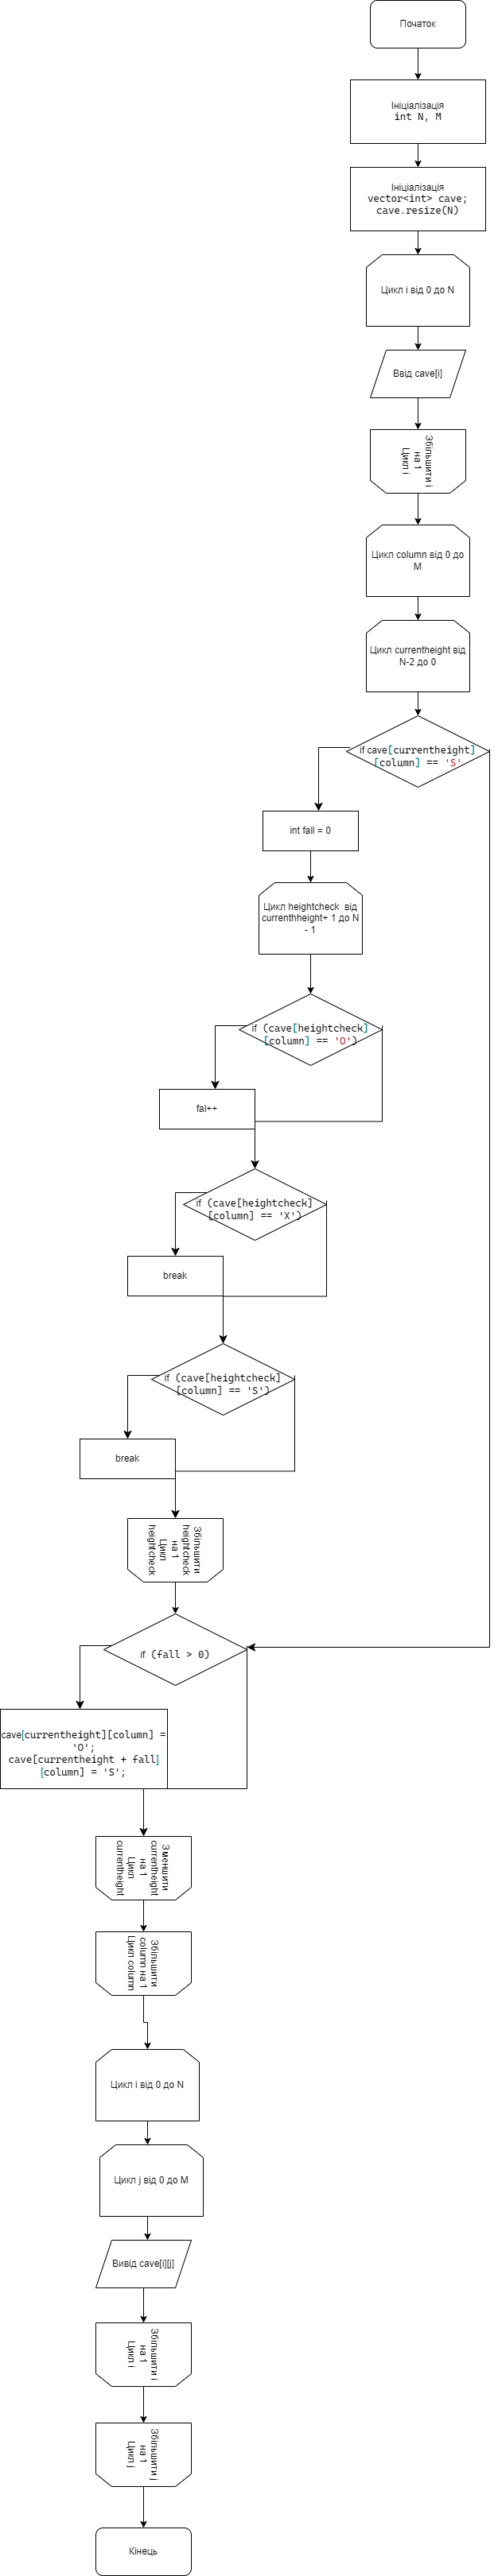 Початок
Ініціалізація
int N, M
Ініціалізація
vector<int> cave;
cave.resize(N)
Цикл і від 0 до N
Ввід cave[i]
Збільшити і
на 1
Цикл і
Цикл column від 0 до
M
Цикл currentheight від
N-2 до 0
if cave[currentheight]
[column] == 'S'
int fall = 0
Цикл heightcheck від
currenthheight+ 1 до N
- 1
if (cave[heightcheck]
[column] == 'O')
fal++
if (cave[heightcheck]
[column] == 'X')
break
if (cave[heightcheck]
[column] == 'S')
break
Збільшити
heightcheck
на 1
Цикл
heightcheck
if (fall > 0)
cave[currentheight][column] =
'O';
cave[currentheight + fall]
[column] = 'S';
Зменшити
currentheight
на 1
Цикл
currentheight
Збільшити
column на 1
Цикл column
Цикл і від 0 до N
Цикл j від 0 до M
Вивід cave[i][j]
Збільшити і
на 1
Цикл і
Збільшити j
на 1
Цикл j
Кінець